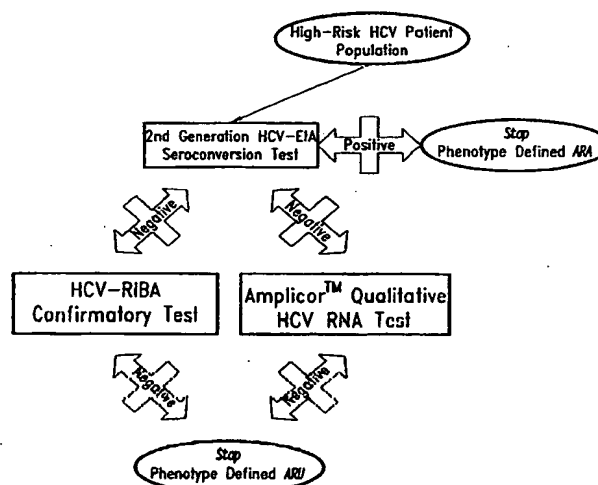 High-Risk HCV Patient
Population
2nd Generation HCV-EIA
Seroconversion Test
Positive
Stop
Phenotype Defined ARA
Negative
Negative
HCV-RIBA
Confirmatory Test
Amplicor™ Qualitative
HCV RNA Test
Negative
Negative
Stop
Phenotype Defined ARU